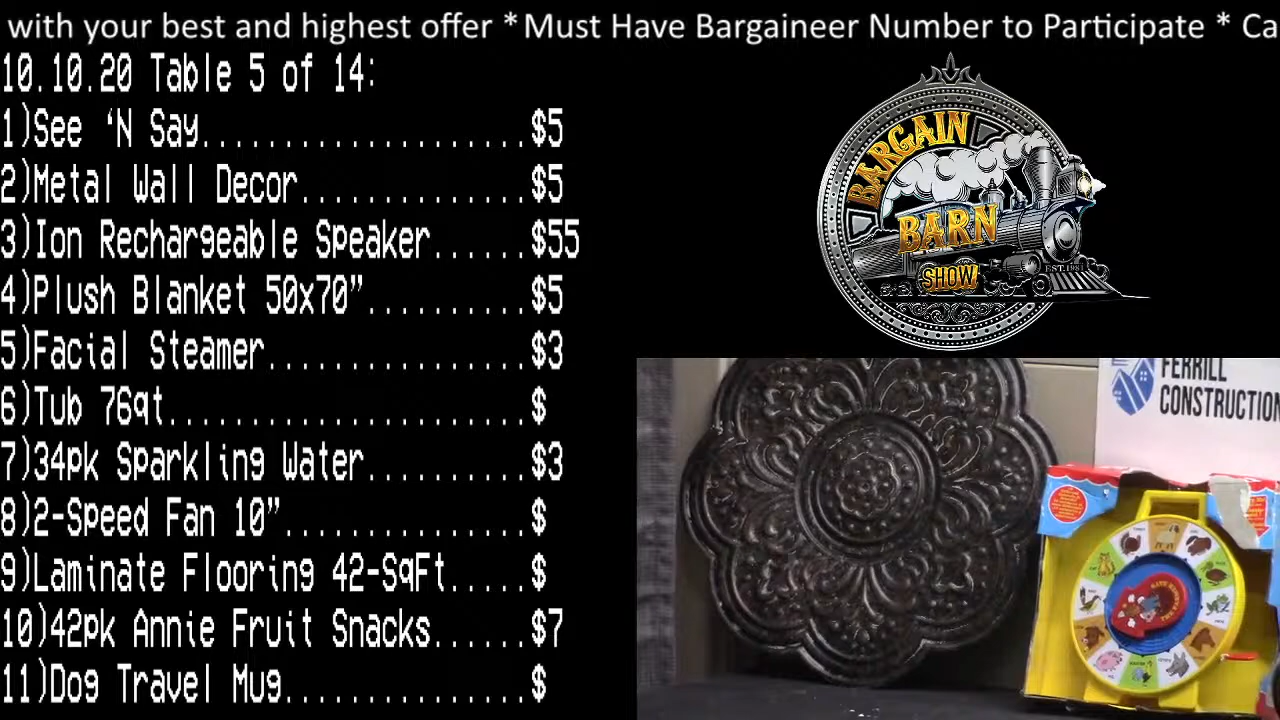 with your best and highest offer * Must Have Bargaineer Number to Participate * Ca
10.10.20 Table 5 of 14:
1)See ‘N Say....................$5
2)Metal Wall Decor..............$5
3)Ion Rechargeable Speaker......$55
4)Plush Blanket 50x70”..........$5
5)Facial Steamer................$3
6)Tub 76qt......................$
7)34pk Sparkling Water..........$3
8)2-Speed Fan 10”...............$
9)Laminate Flooring 42-SqFt.....$
10)42pk Annie Fruit Snacks......$7
11)Dog Travel Mug...............$
BARGAIN
BARN
SHOW
FERRILL
CONSTRUCTION